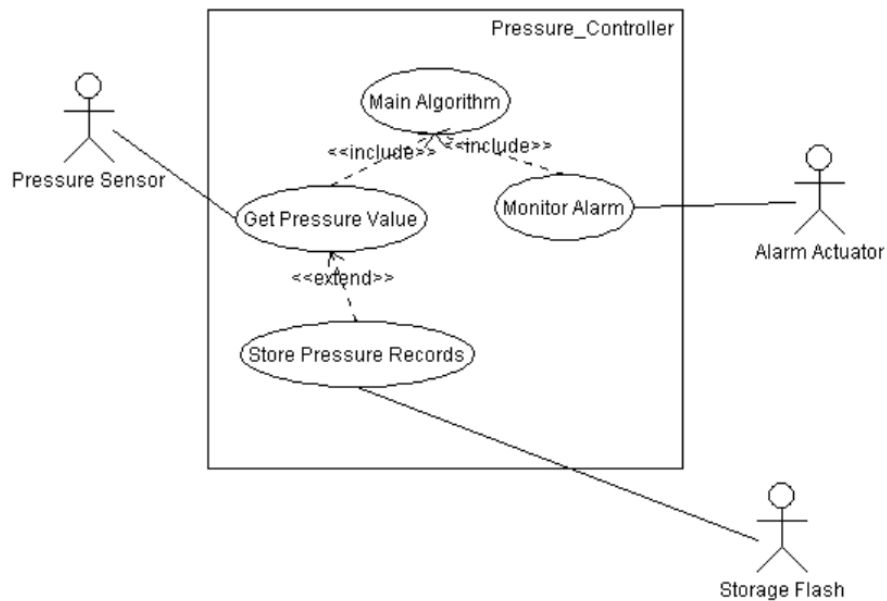 Pressure_Controller
Main Algorithm
<<include>>
<<include>>
Pressure Sensor
Get Pressure Value
Monitor Alarm
Alarm Actuator
<<extend>>
Store Pressure Records
Storage Flash